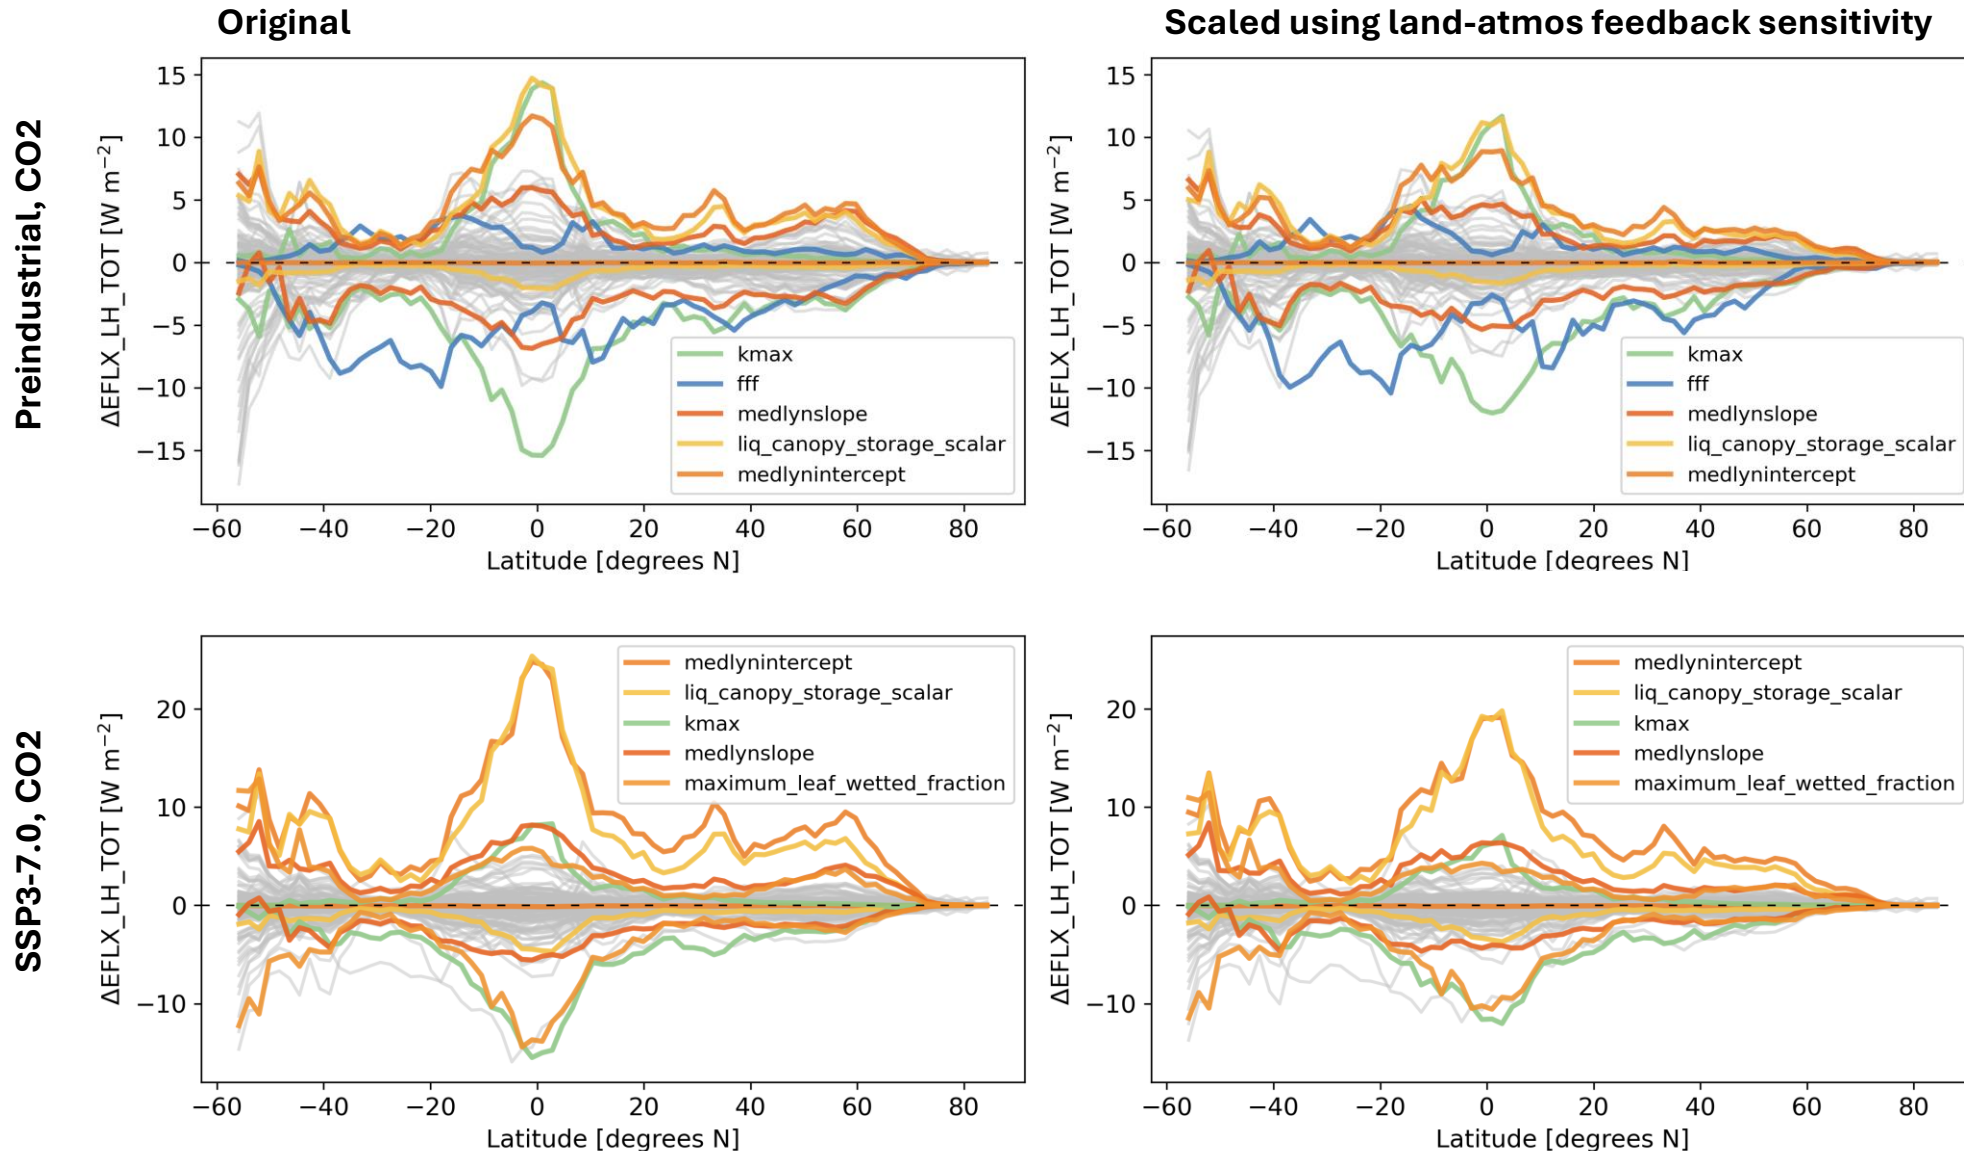 Original
Scaled using land-atmos feedback sensitivity
Preindustrial, CO2
ΔEFLX_LH_TOT [W m⁻²]
15
10
5
0
−5
−10
−15
kmax
fff
medlynslope
liq_canopy_storage_scalar
medlynintercept
−60 −40 −20 0 20 40 60 80
Latitude [degrees N]
ΔEFLX_LH_TOT [W m⁻²]
15
10
5
0
−5
−10
−15
kmax
fff
medlynslope
liq_canopy_storage_scalar
medlynintercept
−60 −40 −20 0 20 40 60 80
Latitude [degrees N]
SSP3-7.0, CO2
ΔEFLX_LH_TOT [W m⁻²]
20
10
0
−10
medlynintercept
liq_canopy_storage_scalar
kmax
medlynslope
maximum_leaf_wetted_fraction
−60 −40 −20 0 20 40 60 80
Latitude [degrees N]
ΔEFLX_LH_TOT [W m⁻²]
20
10
0
−10
medlynintercept
liq_canopy_storage_scalar
kmax
medlynslope
maximum_leaf_wetted_fraction
−60 −40 −20 0 20 40 60 80
Latitude [degrees N]